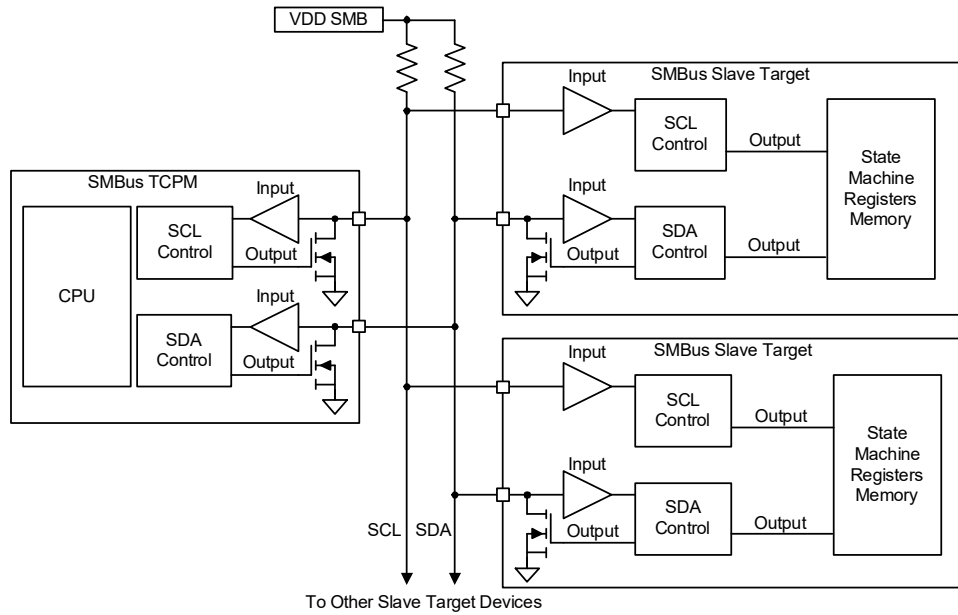 VDD SMB
SMBus TCPM
CPU
SCL
Control
Input
Output
SDA
Control
Input
Output
SMBus Slave Target
Input
SCL
Control
Output
Input
SDA
Control
Output
Output
State
Machine
Registers
Memory
SMBus Slave Target
Input
SCL
Control
Output
Input
SDA
Control
Output
Output
State
Machine
Registers
Memory
SCL
SDA
To Other Slave Target Devices